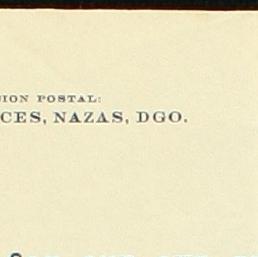 ION POSTAL:
CES, NAZAS, DGO.